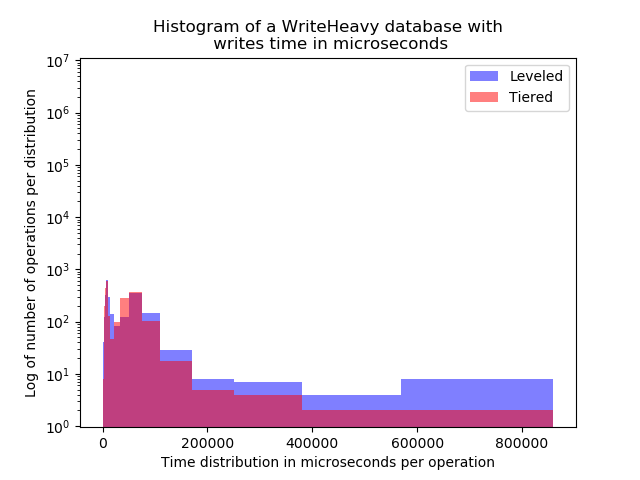 Histogram of a WriteHeavy database with
writes time in microseconds
Leveled
Tiered
Log of number of operations per distribution
10⁷
10⁶
10⁵
10⁴
10³
10²
10¹
10⁰
0 200000 400000 600000 800000
Time distribution in microseconds per operation